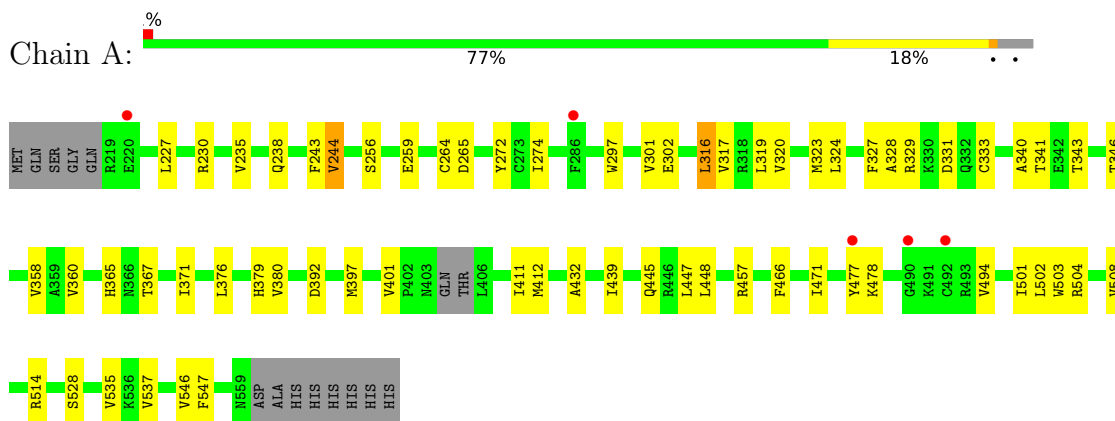 .%
Chain A:
77% 18% • •
MET GLN SER GLY GLN R219 E220 L227 R230 V235 Q238 F243 V244 S256 E259 C264 D265 Y272 C273 I274 F286 W297 V301 E302 L316 V317 R318 L319 V320 M323 L324 F327 A328 R329 K330 D331 Q332 C333 A340 T341 E342 T343 T346
V358 A359 V360 H365 N366 T367 I371 L376 H379 V380 D392 M397 V401 P402 N403 GLN THR L406 I411 M412 A432 I439 Q445 R446 L447 L448 R457 F466 I471 Y477 K478 G490 K491 C492 R493 V494 I501 L502 W503 R504 V508
R514 S528 V535 K536 V537 V546 F547 N559 ASP ALA HIS HIS HIS HIS HIS HIS